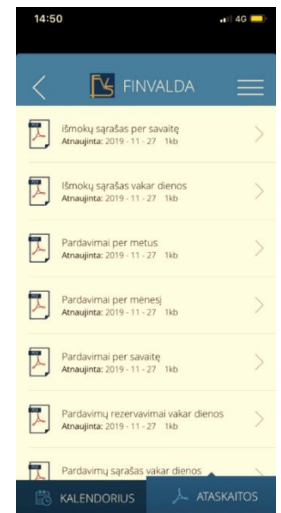 14:50
4G
FINVALDA
išmokų sąrašas per savaitę
Atnaujinta: 2019 - 11 - 27 1kb
Išmokų sąrašas vakar dienos
Atnaujinta: 2019 - 11 - 27 1kb
Pardavimai per metus
Atnaujinta: 2019 - 11 - 27 1kb
Pardavimai per mėnesį
Atnaujinta: 2019 - 11 - 27 1kb
Pardavimai per savaitę
Atnaujinta: 2019 - 11 - 27 1kb
Pardavimų rezervavimai vakar dienos
Atnaujinta: 2019 - 11 - 27 1kb
Pardavimų sąrašas vakar dienos
KALENDORIUS
ATASKAITOS